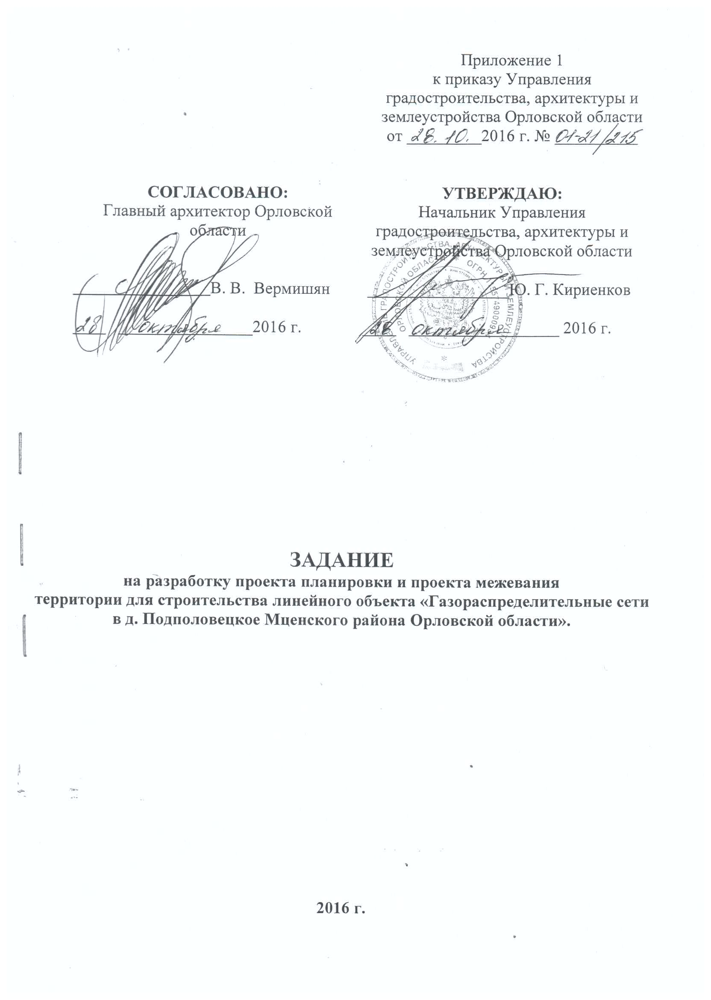 Приложение 1
к приказу Управления
градостроительства, архитектуры и
землеустройства Орловской области
от 28. 10. 2016 г. № 01-21/215
СОГЛАСОВАНО:
Главный архитектор Орловской
области
В. В. Вермишян
28 октября 2016 г.
УТВЕРЖДАЮ:
Начальник Управления
градостроительства, архитектуры и
землеустройства Орловской области
Ю. Г. Кириенков
28 октября 2016 г.
УПРАВЛЕНИЕ ГРАДОСТРОИТЕЛЬСТВА, АРХИТЕКТУРЫ И ЗЕМЛЕУСТРОЙСТВА
ОРЛОВСКОЙ ОБЛАСТИ * ОГРН
ЗАДАНИЕ
на разработку проекта планировки и проекта межевания
территории для строительства линейного объекта «Газораспределительные сети
в д. Подполовецкое Мценского района Орловской области».
2016 г.